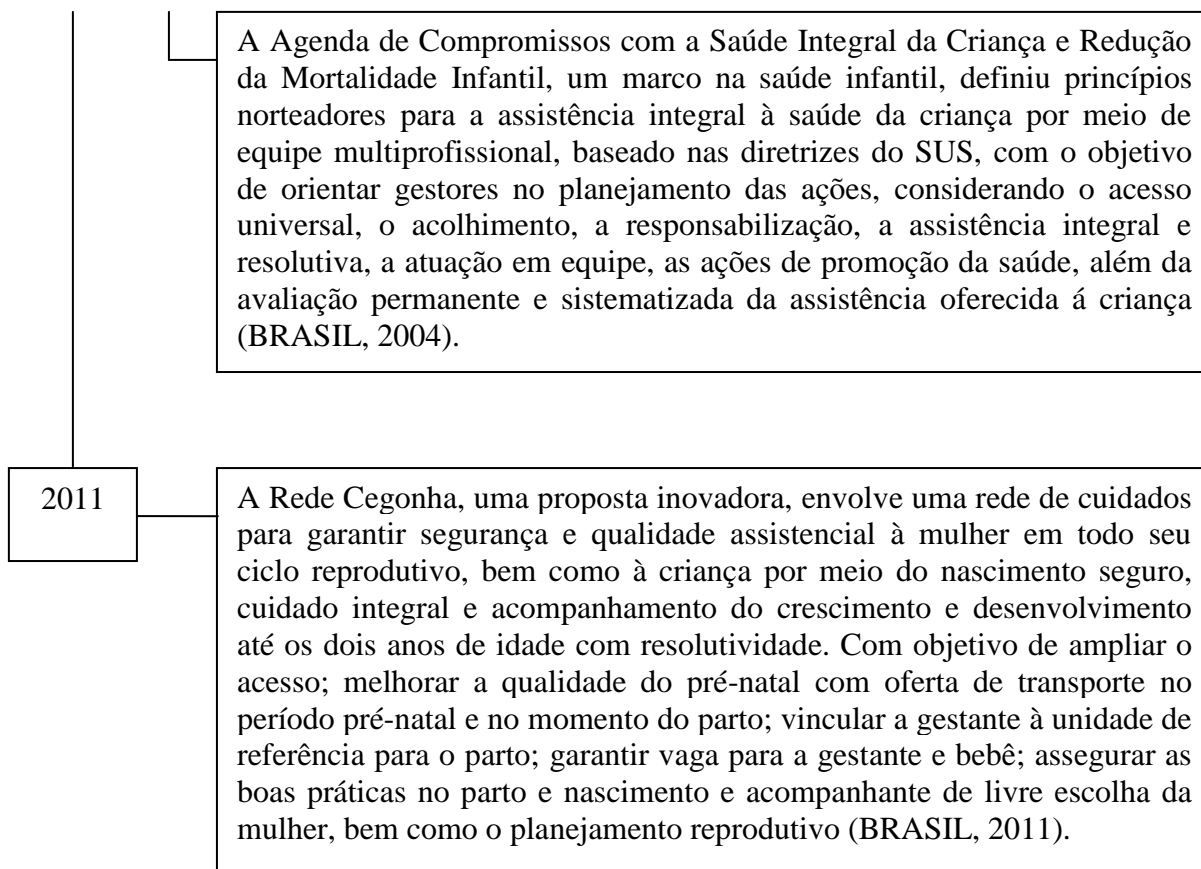 A Agenda de Compromissos com a Saúde Integral da Criança e Redução
da Mortalidade Infantil, um marco na saúde infantil, definiu princípios
norteadores para a assistência integral à saúde da criança por meio de
equipe multiprofissional, baseado nas diretrizes do SUS, com o objetivo
de orientar gestores no planejamento das ações, considerando o acesso
universal, o acolhimento, a responsabilização, a assistência integral e
resolutiva, a atuação em equipe, as ações de promoção da saúde, além da
avaliação permanente e sistematizada da assistência oferecida á criança
(BRASIL, 2004).
2011
A Rede Cegonha, uma proposta inovadora, envolve uma rede de cuidados
para garantir segurança e qualidade assistencial à mulher em todo seu
ciclo reprodutivo, bem como à criança por meio do nascimento seguro,
cuidado integral e acompanhamento do crescimento e desenvolvimento
até os dois anos de idade com resolutividade. Com objetivo de ampliar o
acesso; melhorar a qualidade do pré-natal com oferta de transporte no
período pré-natal e no momento do parto; vincular a gestante à unidade de
referência para o parto; garantir vaga para a gestante e bebê; assegurar as
boas práticas no parto e nascimento e acompanhante de livre escolha da
mulher, bem como o planejamento reprodutivo (BRASIL, 2011).